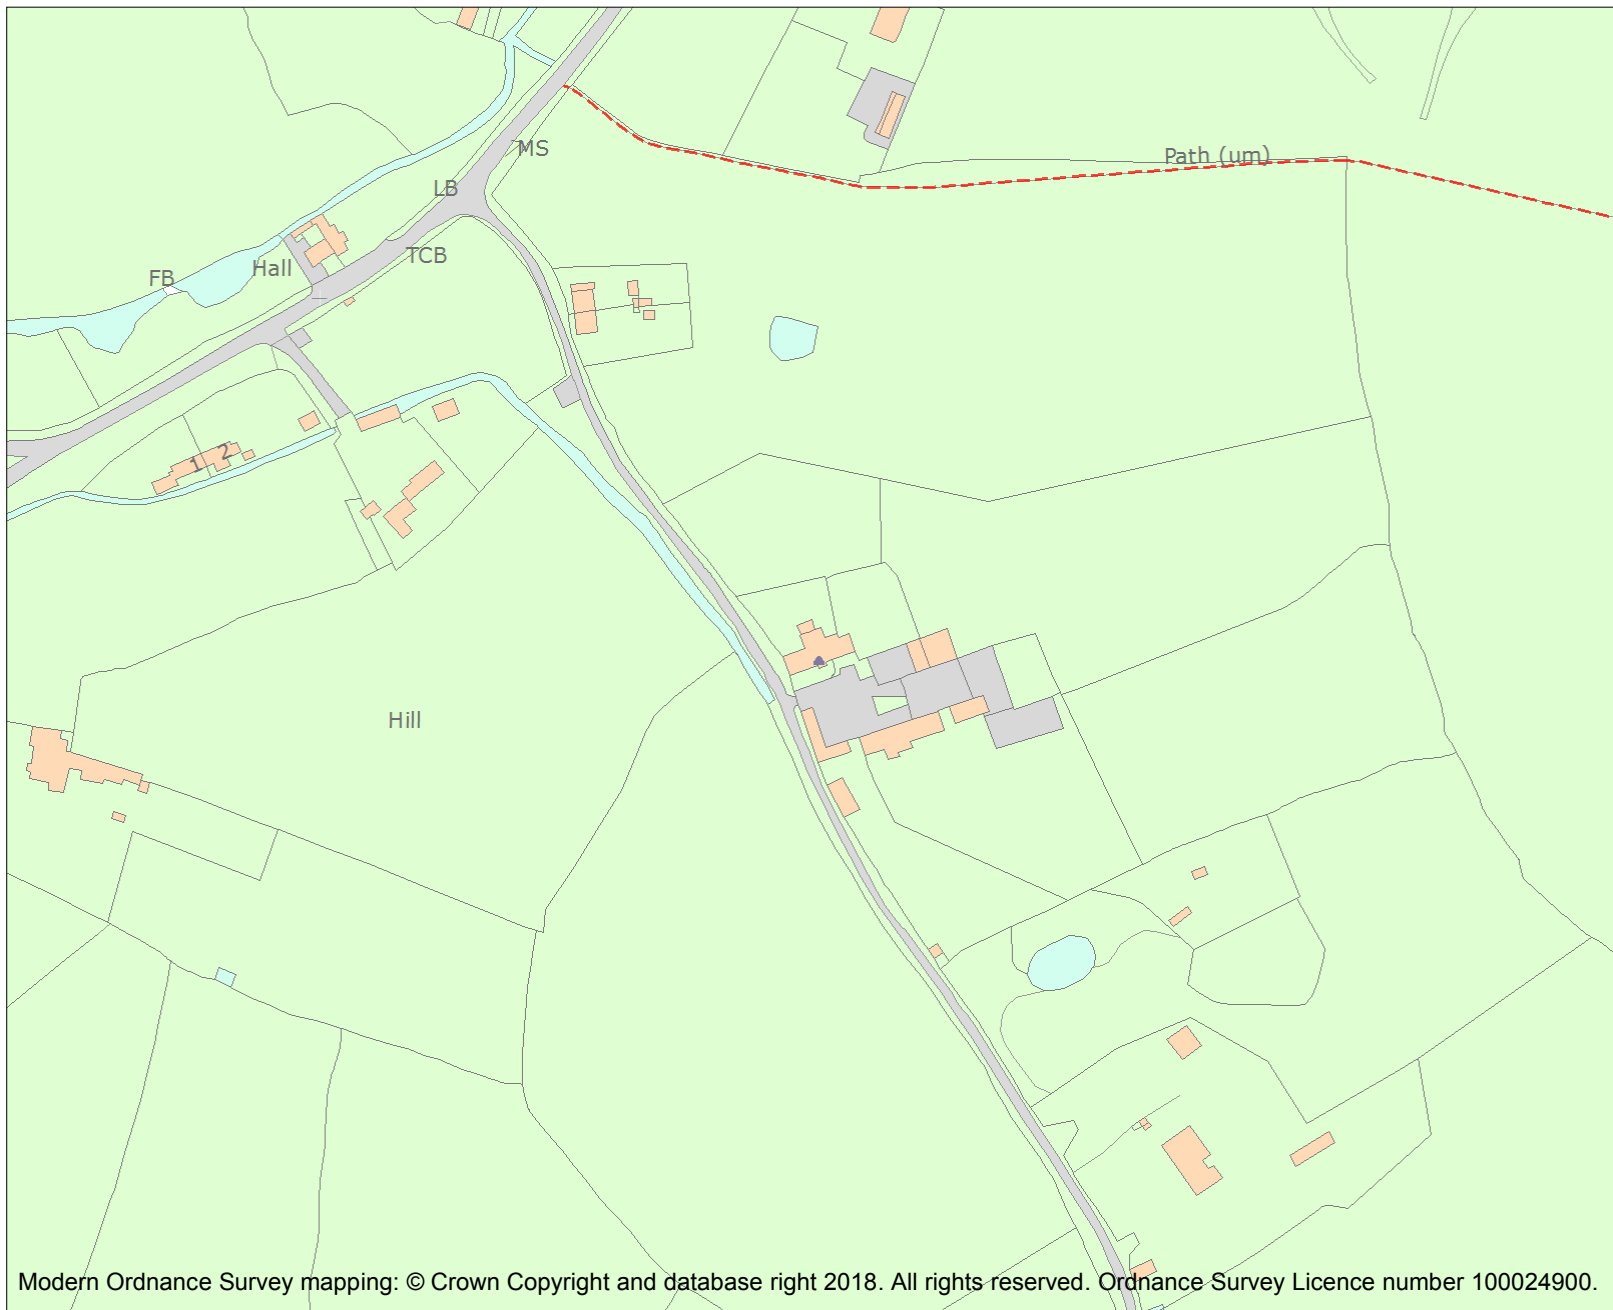 MS
Path (um)
LB
TCB
Hall
FB
1
2
Hill
Modern Ordnance Survey mapping: © Crown Copyright and database right 2018. All rights reserved. Ordnance Survey Licence number 100024900.